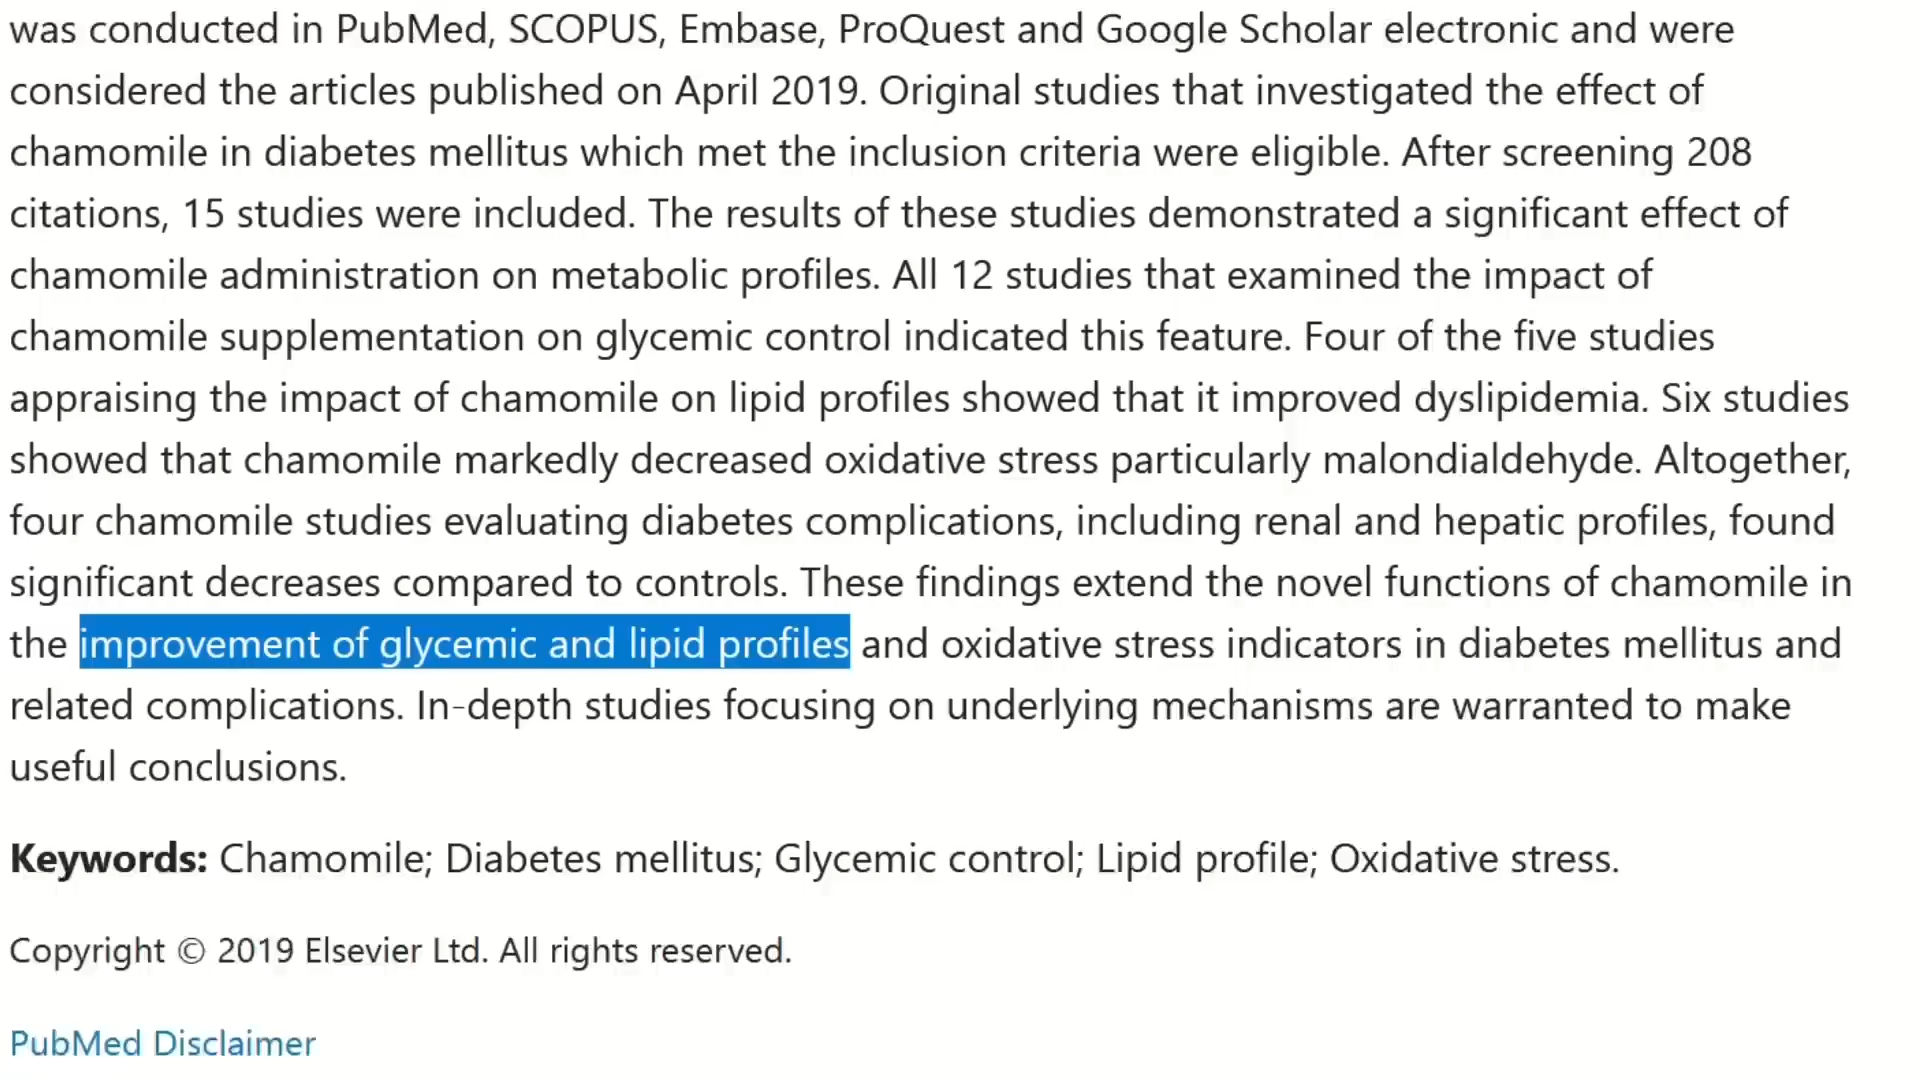 was conducted in PubMed, SCOPUS, Embase, ProQuest and Google Scholar electronic and were
considered the articles published on April 2019. Original studies that investigated the effect of
chamomile in diabetes mellitus which met the inclusion criteria were eligible. After screening 208
citations, 15 studies were included. The results of these studies demonstrated a significant effect of
chamomile administration on metabolic profiles. All 12 studies that examined the impact of
chamomile supplementation on glycemic control indicated this feature. Four of the five studies
appraising the impact of chamomile on lipid profiles showed that it improved dyslipidemia. Six studies
showed that chamomile markedly decreased oxidative stress particularly malondialdehyde. Altogether,
four chamomile studies evaluating diabetes complications, including renal and hepatic profiles, found
significant decreases compared to controls. These findings extend the novel functions of chamomile in
the improvement of glycemic and lipid profiles and oxidative stress indicators in diabetes mellitus and
related complications. In-depth studies focusing on underlying mechanisms are warranted to make
useful conclusions.
Keywords: Chamomile; Diabetes mellitus; Glycemic control; Lipid profile; Oxidative stress.
Copyright © 2019 Elsevier Ltd. All rights reserved.
PubMed Disclaimer